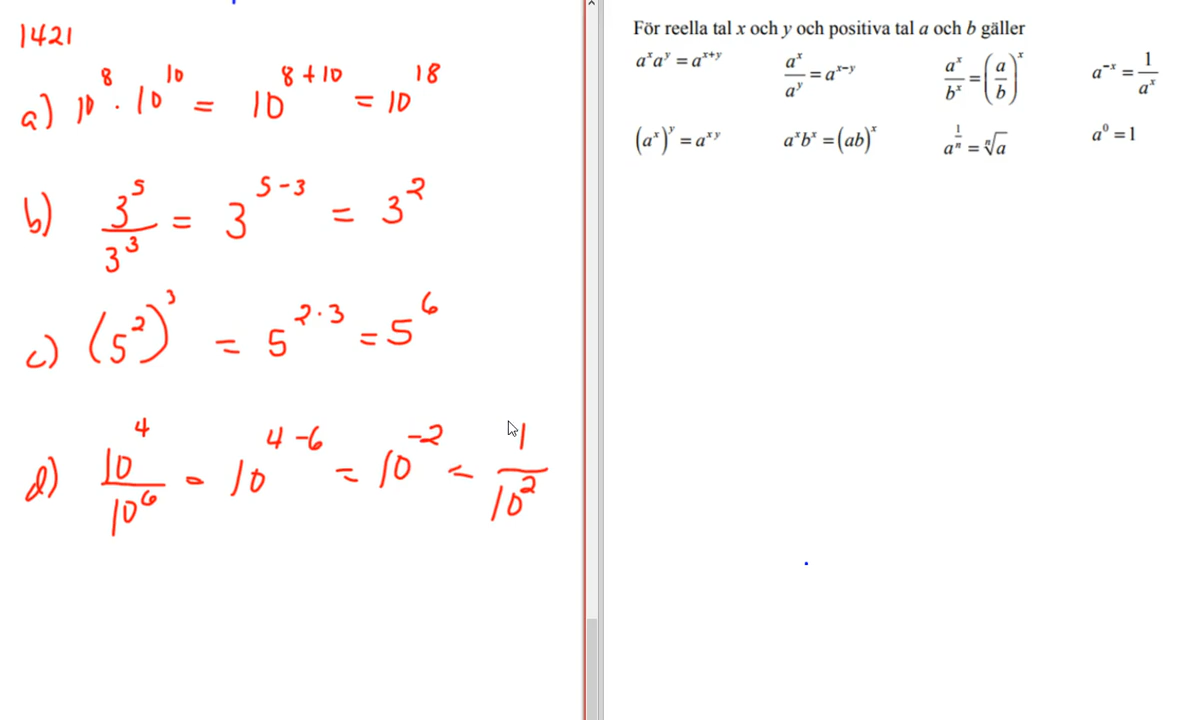 1421
a) 10^8 · 10^10 = 10^(8+10) = 10^18
b) 3^5/3^3 = 3^(5-3) = 3^2
c) (5^2)^3 = 5^(2·3) = 5^6
d) 10^4/10^6 = 10^(4-6) = 10^(-2) = 1/10^2
För reella tal x och y och positiva tal a och b gäller
a^x a^y = a^(x+y)   a^x/a^y = a^(x-y)   a^x/b^x = (a/b)^x   a^(-x) = 1/a^x
(a^x)^y = a^(xy)   a^x b^x = (ab)^x   a^(1/n) = ⁿ√a   a^0 = 1